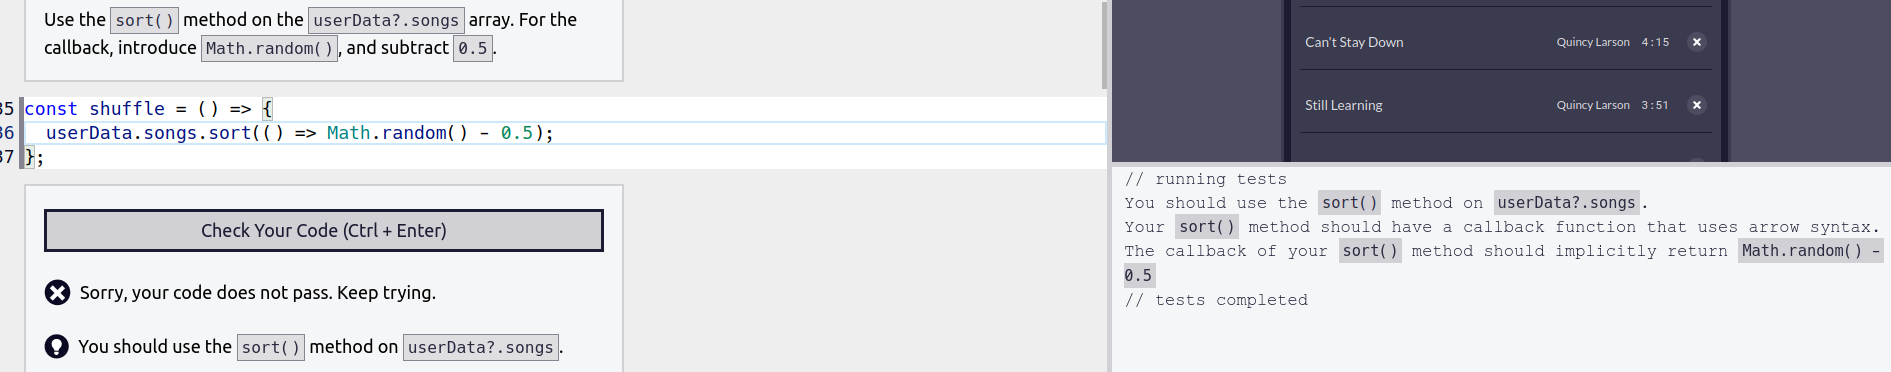 Use the sort() method on the userData?.songs array. For the
callback, introduce Math.random(), and subtract 0.5.
35 const shuffle = () => {
36 userData.songs.sort(() => Math.random() - 0.5);
37 };
Check Your Code (Ctrl + Enter)
Sorry, your code does not pass. Keep trying.
You should use the sort() method on userData?.songs.
Can't Stay Down Quincy Larson 4:15
Still Learning Quincy Larson 3:51
// running tests
You should use the sort() method on userData?.songs.
Your sort() method should have a callback function that uses arrow syntax.
The callback of your sort() method should implicitly return Math.random() -
0.5
// tests completed